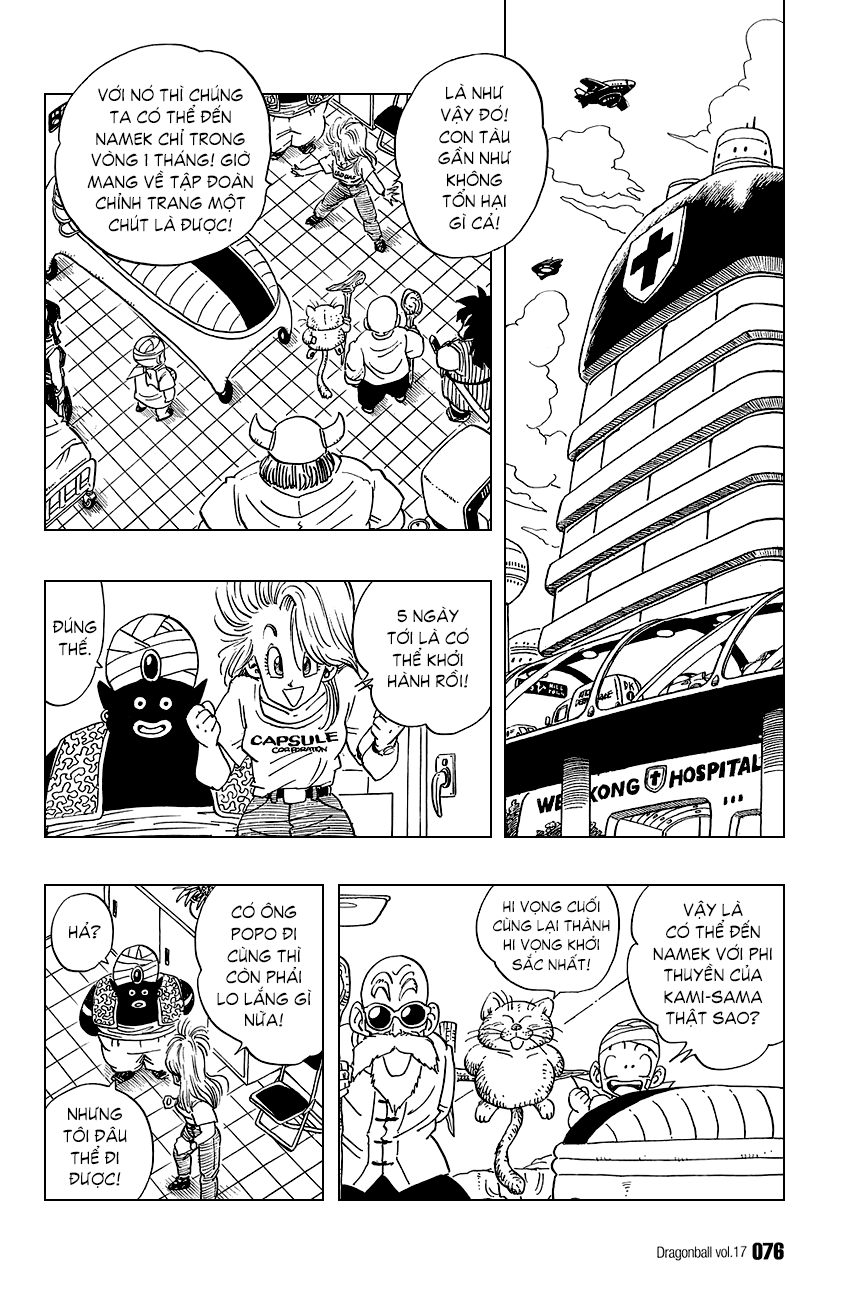 LÀ NHƯ
VẬY ĐÓ!
CON TÀU
GẦN NHƯ
KHÔNG
TỔN HẠI
GÌ CẢ!
VỚI NÓ THÌ CHÚNG
TA CÓ THỂ ĐẾN
NAMEK CHỈ TRONG
VÒNG 1 THÁNG! GIỜ
MANG VỀ TẬP ĐOÀN
CHỈNH TRANG MỘT
CHÚT LÀ ĐƯỢC!
HOSPITAL
5 NGÀY
TỚI LÀ CÓ
THỂ KHỞI
HÀNH RỒI!
ĐÚNG
THẾ.
CAPSULE
CORPORATION
VẬY LÀ
CÓ THỂ ĐẾN
NAMEK VỚI PHI
THUYỀN CỦA
KAMI-SAMA
THẬT SAO?
HI VỌNG CUỐI
CÙNG LẠI THÀNH
HI VỌNG KHỞI
SẮC NHẤT!
CÓ ÔNG
POPO ĐI
CÙNG THÌ
CÒN PHẢI
LO LẮNG GÌ
NỮA!
HẢ?
NHƯNG
TÔI ĐÂU
THỂ ĐI
ĐƯỢC!
Dragonball vol.17 076